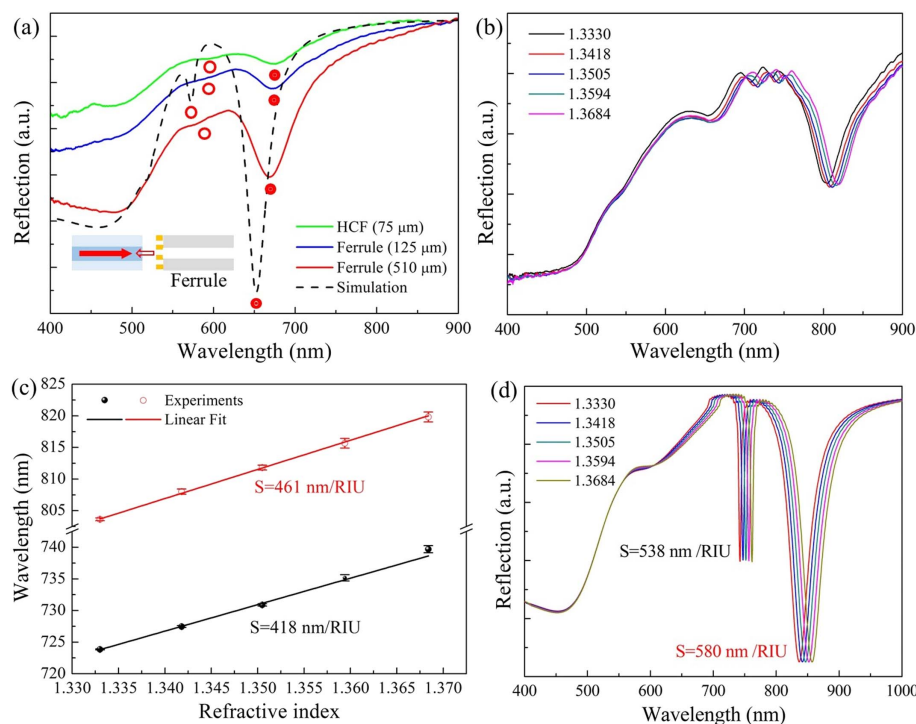 (a)
Reflection (a.u.)
HCF (75 μm)
Ferrule (125 μm)
Ferrule (510 μm)
Simulation
Ferrule
400 500 600 700 800 900
Wavelength (nm)
(b)
Reflection (a.u.)
1.3330
1.3418
1.3505
1.3594
1.3684
400 500 600 700 800 900
Wavelength (nm)
(c)
Wavelength (nm)
825
820
815
810
805
740
735
730
725
720
Experiments
Linear Fit
S=461 nm/RIU
S=418 nm/RIU
1.330 1.335 1.340 1.345 1.350 1.355 1.360 1.365 1.370
Refractive index
(d)
Reflection (a.u.)
1.3330
1.3418
1.3505
1.3594
1.3684
S=538 nm /RIU
S=580 nm /RIU
400 500 600 700 800 900 1000
Wavelength (nm)